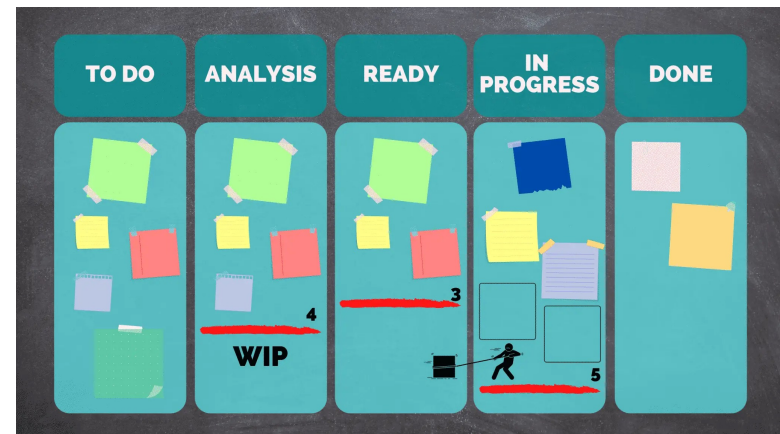 TO DO
ANALYSIS
READY
IN
PROGRESS
DONE
4
WIP
3
5